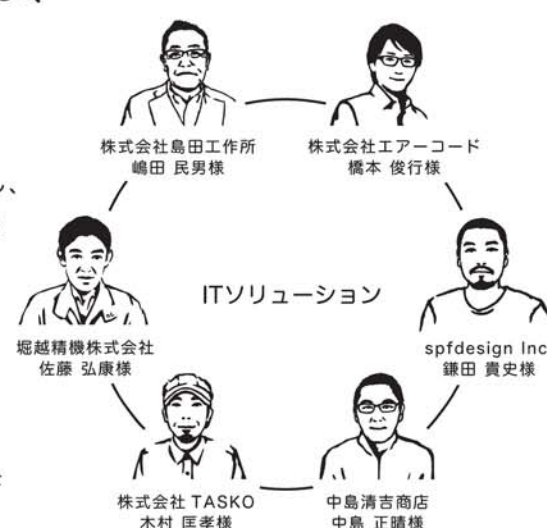 株式会社島田工作所
嶋田 民男様
株式会社エアーコード
橋本 俊行様
堀越精機株式会社
佐藤 弘康様
ITソリューション
spfdesign Inc
鎌田 貴史様
株式会社 TASKO
木村 匡孝様
中島清吉商店
中島 正晴様